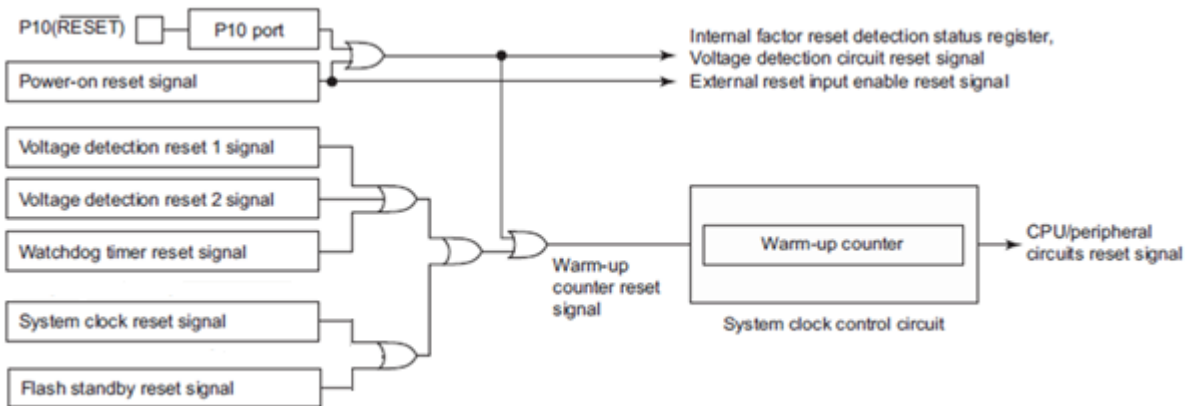 P10(RESET)
P10 port
Internal factor reset detection status register,
Voltage detection circuit reset signal
Power-on reset signal
External reset input enable reset signal
Voltage detection reset 1 signal
Voltage detection reset 2 signal
Watchdog timer reset signal
Warm-up counter
CPU/peripheral
circuits reset signal
Warm-up
counter reset
signal
System clock reset signal
System clock control circuit
Flash standby reset signal